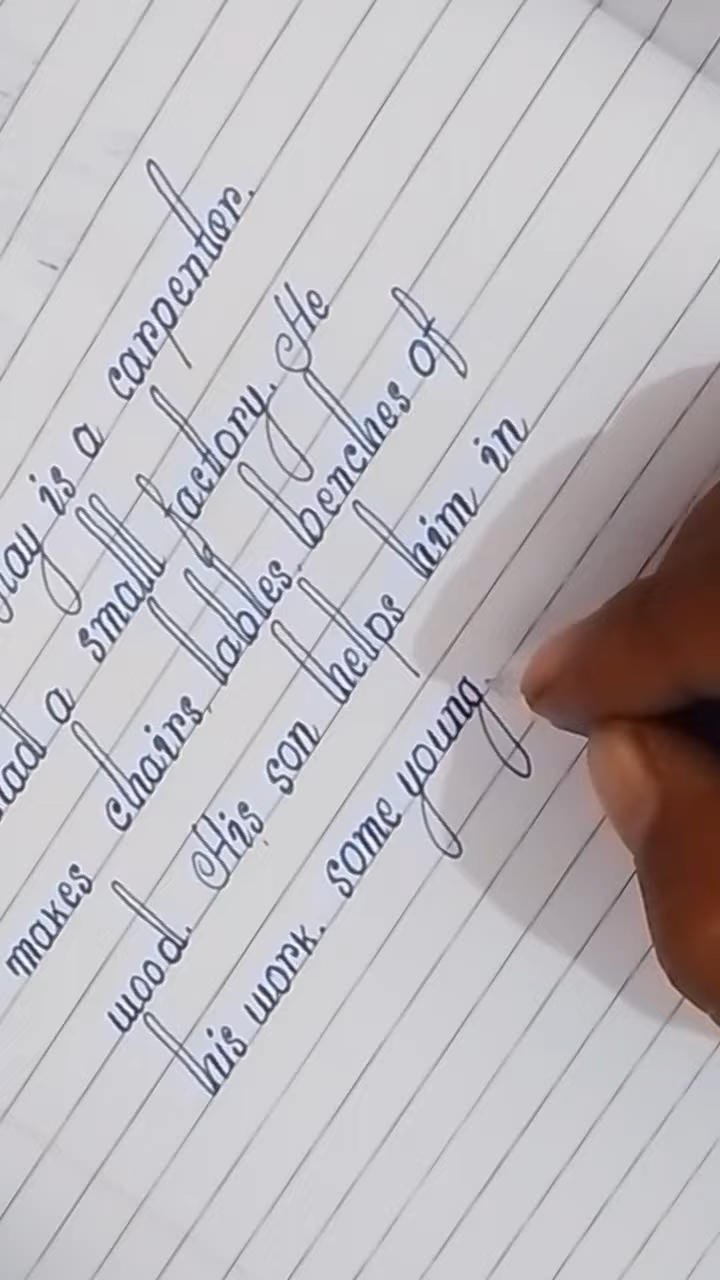 is a carpenter.
a small factory. He
makes chairs, tables, benches of
wood. His son helps him in
his work. some young